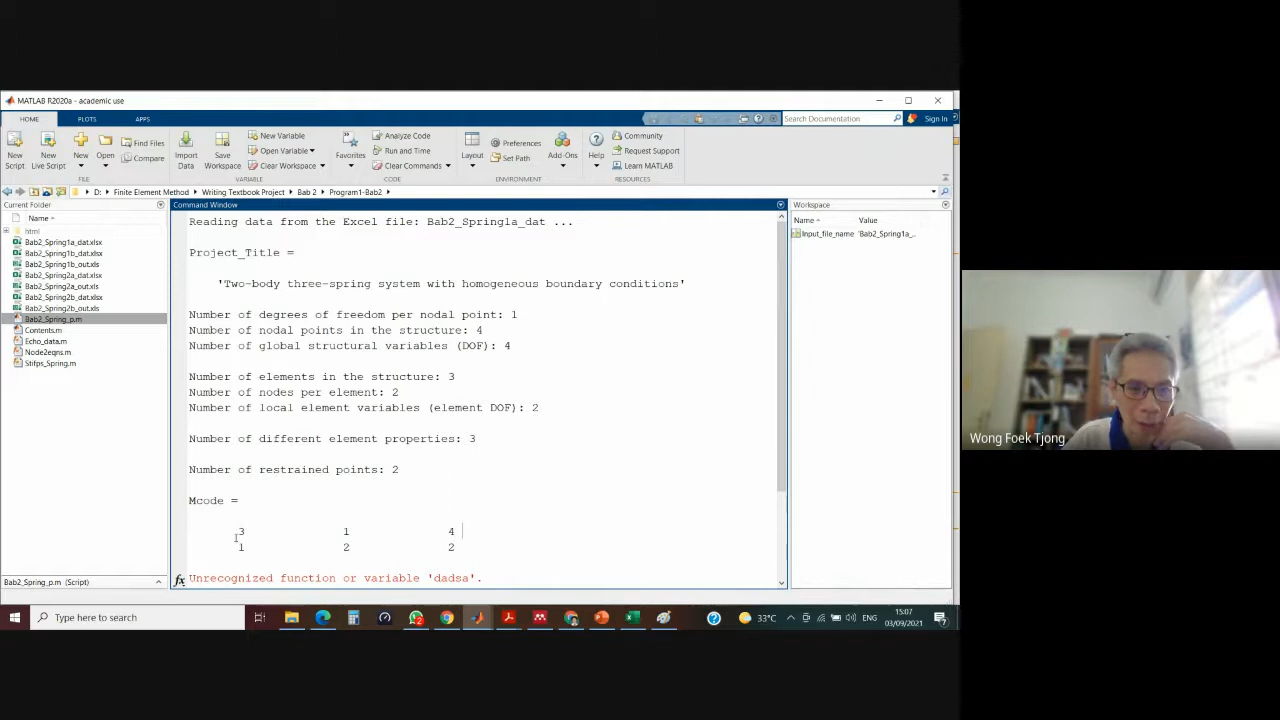 MATLAB R2020a - academic use
HOME PLOTS APPS
Search Documentation
Sign In
New Script
New Live Script
New
Open
Find Files
Compare
Import Data
Save Workspace
New Variable
Open Variable
Clear Workspace
Favorites
Analyze Code
Run and Time
Clear Commands
Layout
Preferences
Set Path
Add-Ons
Help
Community
Request Support
Learn MATLAB
FILE VARIABLE CODE ENVIRONMENT RESOURCES
D: Finite Element Method Writing Textbook Project Bab 2 Program1-Bab2
Current Folder
Name
html
Bab2_Spring1a_dat.xlsx
Bab2_Spring1b_dat.xlsx
Bab2_Spring1b_out.xls
Bab2_Spring2a_dat.xlsx
Bab2_Spring2a_out.xls
Bab2_Spring2b_dat.xlsx
Bab2_Spring2b_out.xls
Bab2_Spring_p.m
Contents.m
Echo_data.m
Node2eqns.m
Stifps_Spring.m
Bab2_Spring_p.m (Script)
Command Window
Reading data from the Excel file: Bab2_Spring1a_dat ...
Project_Title =
'Two-body three-spring system with homogeneous boundary conditions'
Number of degrees of freedom per nodal point: 1
Number of nodal points in the structure: 4
Number of global structural variables (DOF): 4
Number of elements in the structure: 3
Number of nodes per element: 2
Number of local element variables (element DOF): 2
Number of different element properties: 3
Number of restrained points: 2
Mcode =
3 1 4
1 2 2
fx Unrecognized function or variable 'dadsa'.
Workspace
Name Value
Input_file_name 'Bab2_Spring1a_..
Wong Foek Tjong
Type here to search
33°C
ENG
15:07
03/09/2021